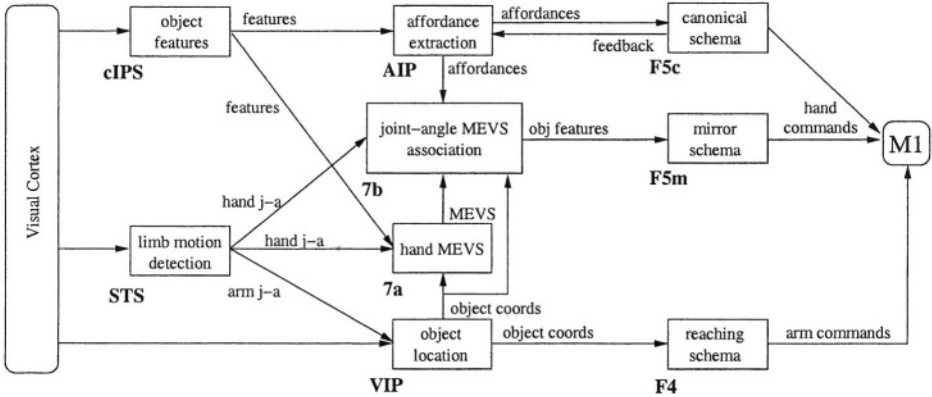 Visual Cortex
object
features
cIPS
features
features
affordance
extraction
AIP
affordances
feedback
affordances
canonical
schema
F5c
joint-angle MEVS
association
7b
obj features
mirror
schema
F5m
hand
commands
M1
hand j-a
limb motion
detection
STS
hand j-a
arm j-a
MEVS
hand MEVS
7a
object coords
object
location
VIP
object coords
reaching
schema
F4
arm commands